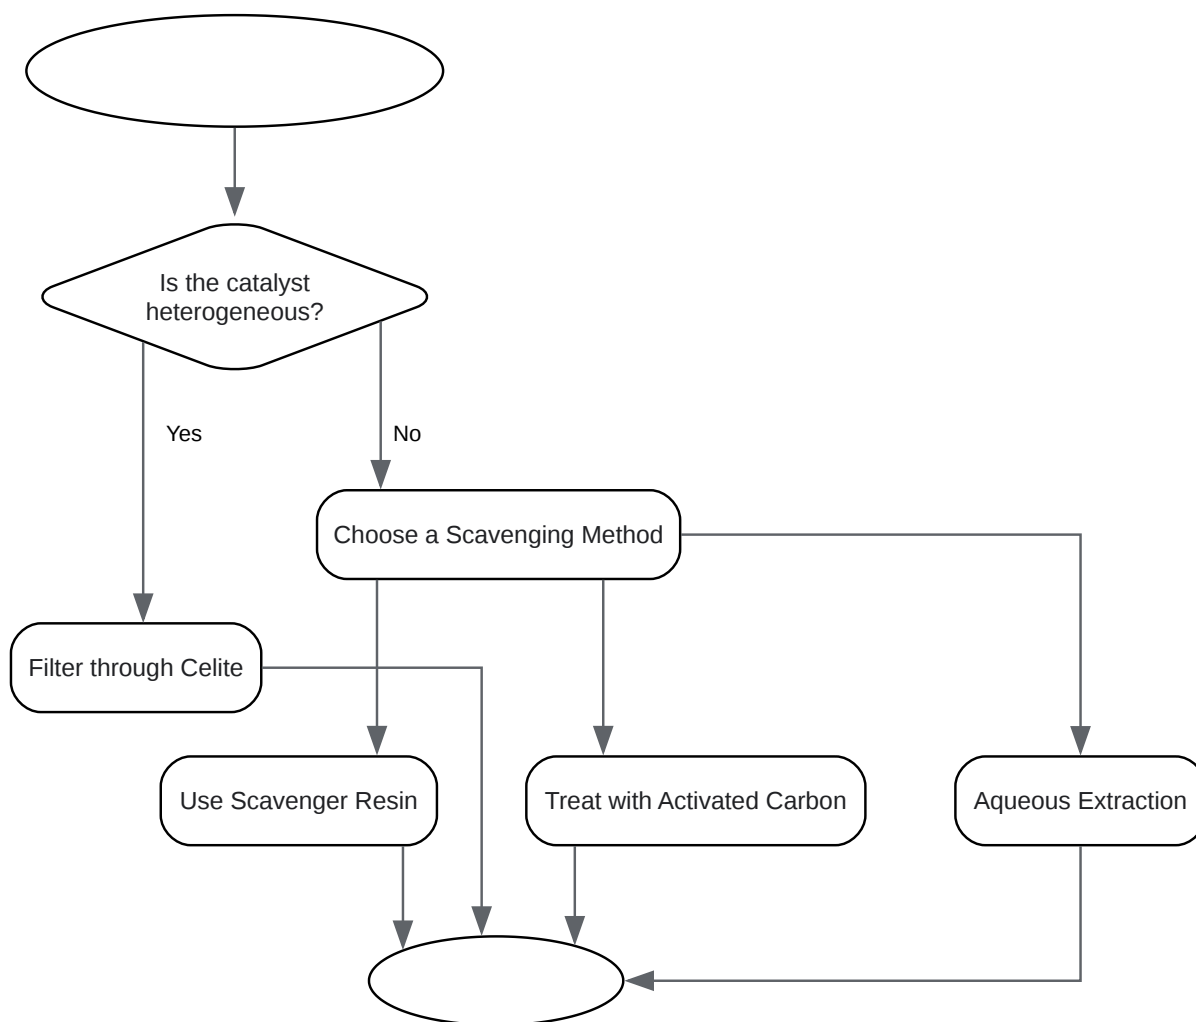 Is the catalyst
heterogeneous?
Yes
No
Choose a Scavenging Method
Filter through Celite
Use Scavenger Resin
Treat with Activated Carbon
Aqueous Extraction